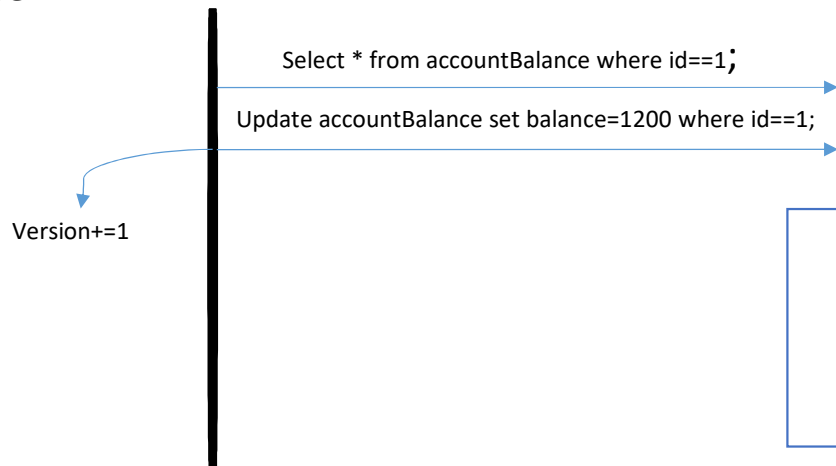 Select * from accountBalance where id==1;
Update accountBalance set balance=1200 where id==1;
Version+=1